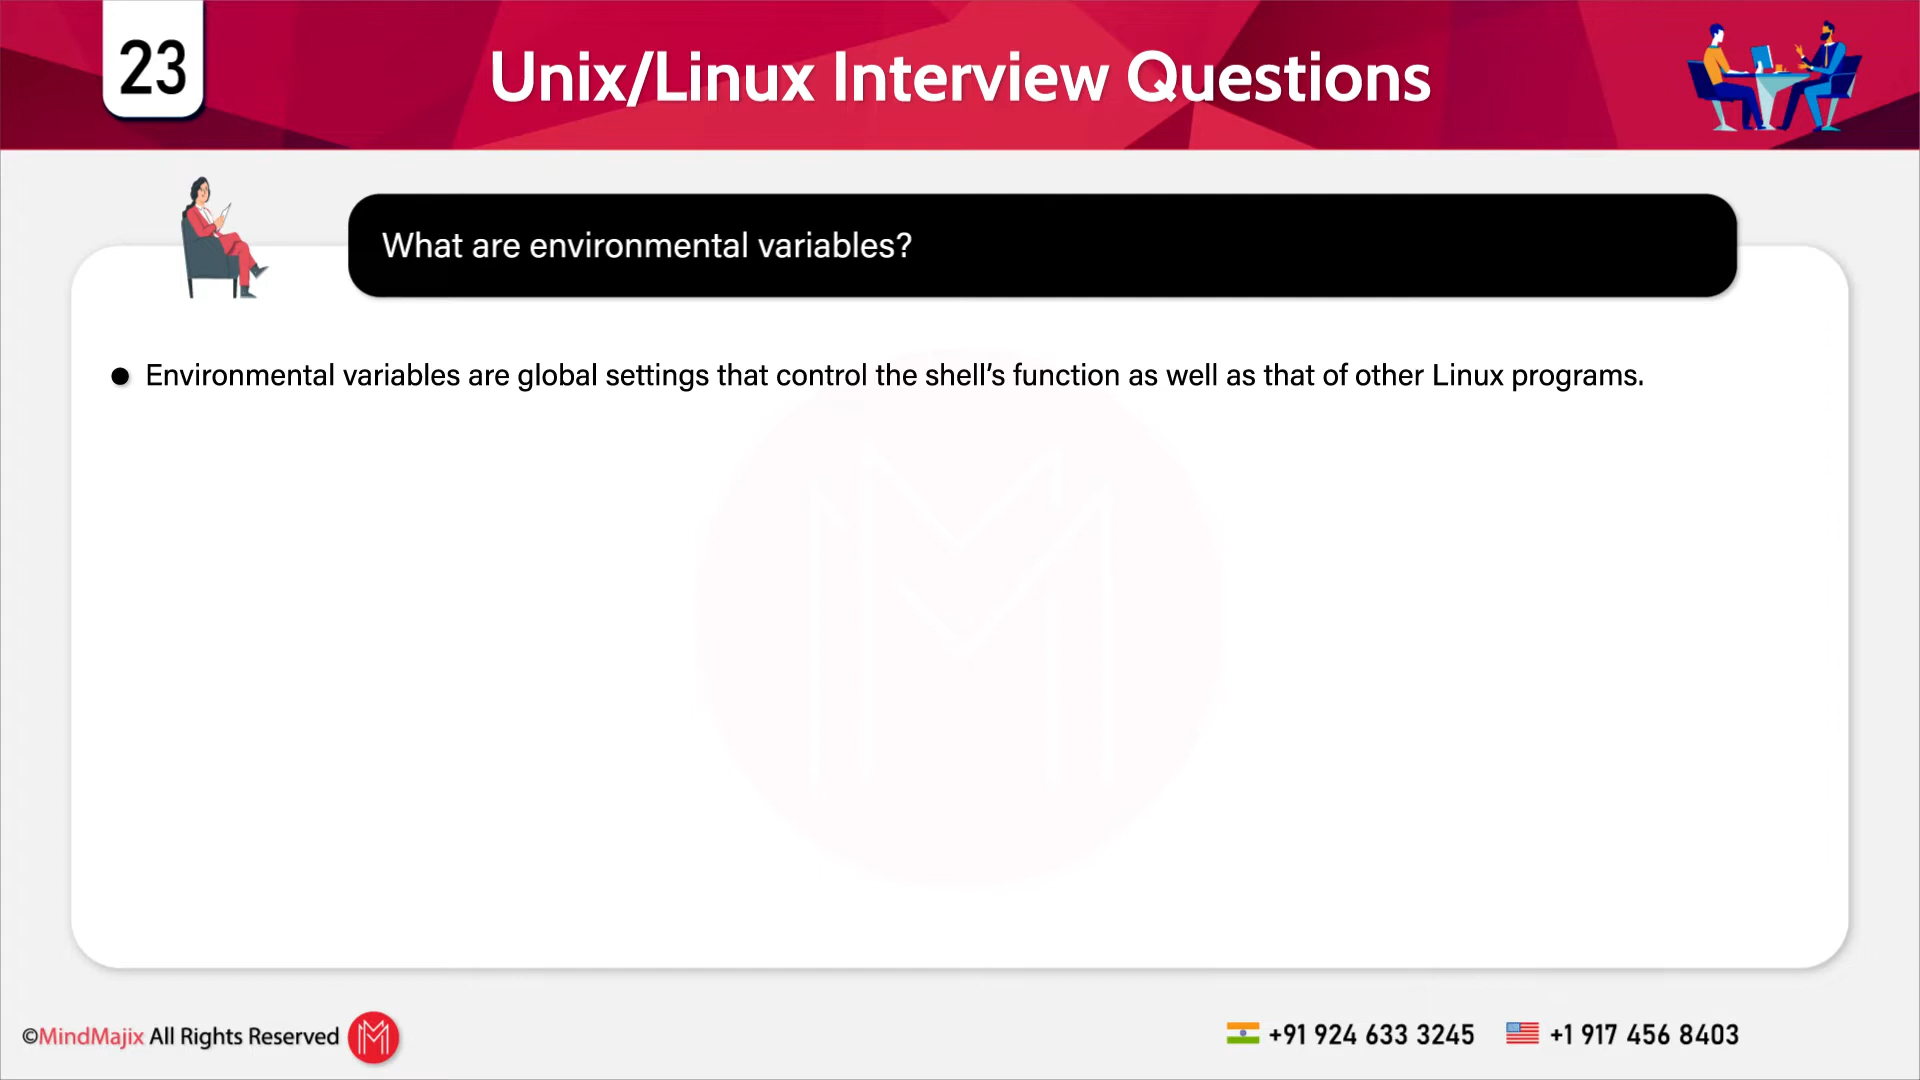 23
Unix/Linux Interview Questions
What are environmental variables?
● Environmental variables are global settings that control the shell’s function as well as that of other Linux programs.
©MindMajix All Rights Reserved
+91 924 633 3245
+1 917 456 8403